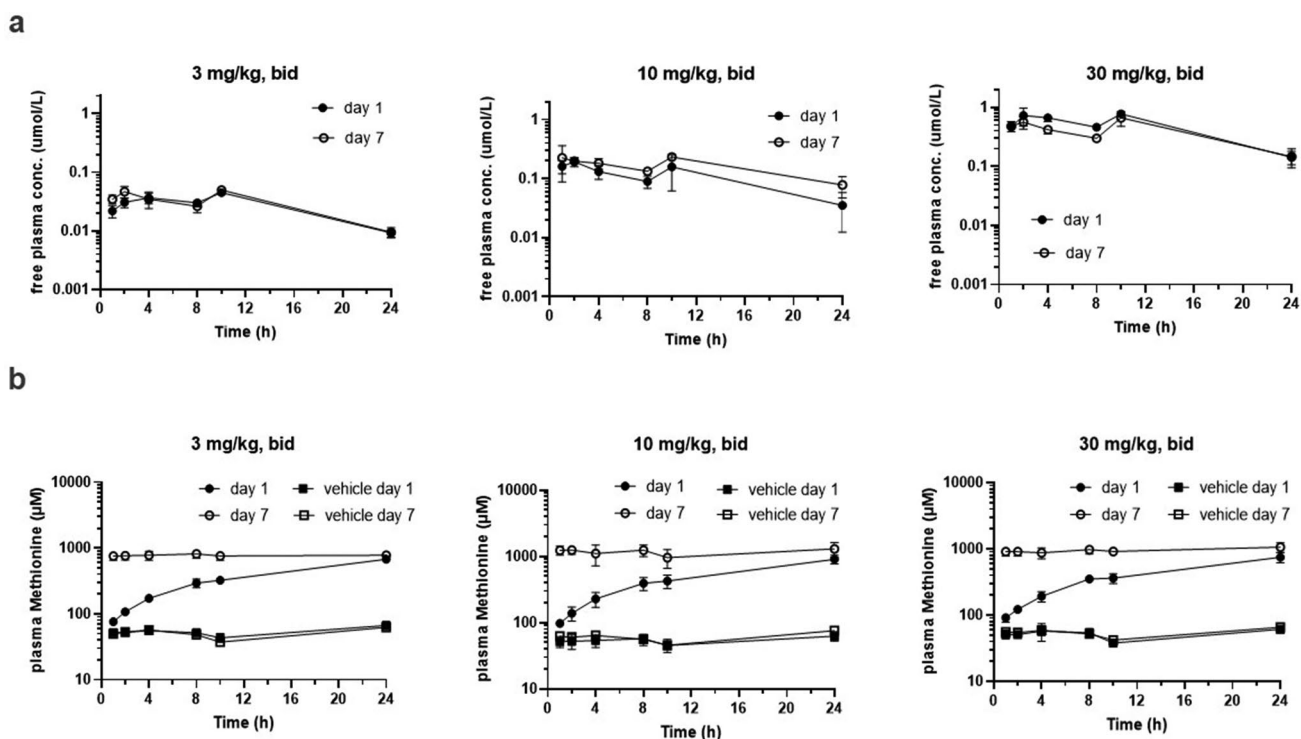 a
3 mg/kg, bid
free plasma conc. (umol/L)
1
0.1
0.01
0.001
day 1
day 7
0 4 8 12 16 20 24
Time (h)
10 mg/kg, bid
free plasma conc. (umol/L)
1
0.1
0.01
0.001
day 1
day 7
0 4 8 12 16 20 24
Time (h)
30 mg/kg, bid
free plasma conc. (umol/L)
1
0.1
0.01
0.001
day 1
day 7
0 4 8 12 16 20 24
Time (h)
b
3 mg/kg, bid
plasma Methionine (µM)
10000
1000
100
10
day 1 vehicle day 1
day 7 vehicle day 7
0 4 8 12 16 20 24
Time (h)
10 mg/kg, bid
plasma Methionine (µM)
10000
1000
100
10
day 1 vehicle day 1
day 7 vehicle day 7
0 4 8 12 16 20 24
Time (h)
30 mg/kg, bid
plasma Methionine (µM)
10000
1000
100
10
day 1 vehicle day 1
day 7 vehicle day 7
0 4 8 12 16 20 24
Time (h)